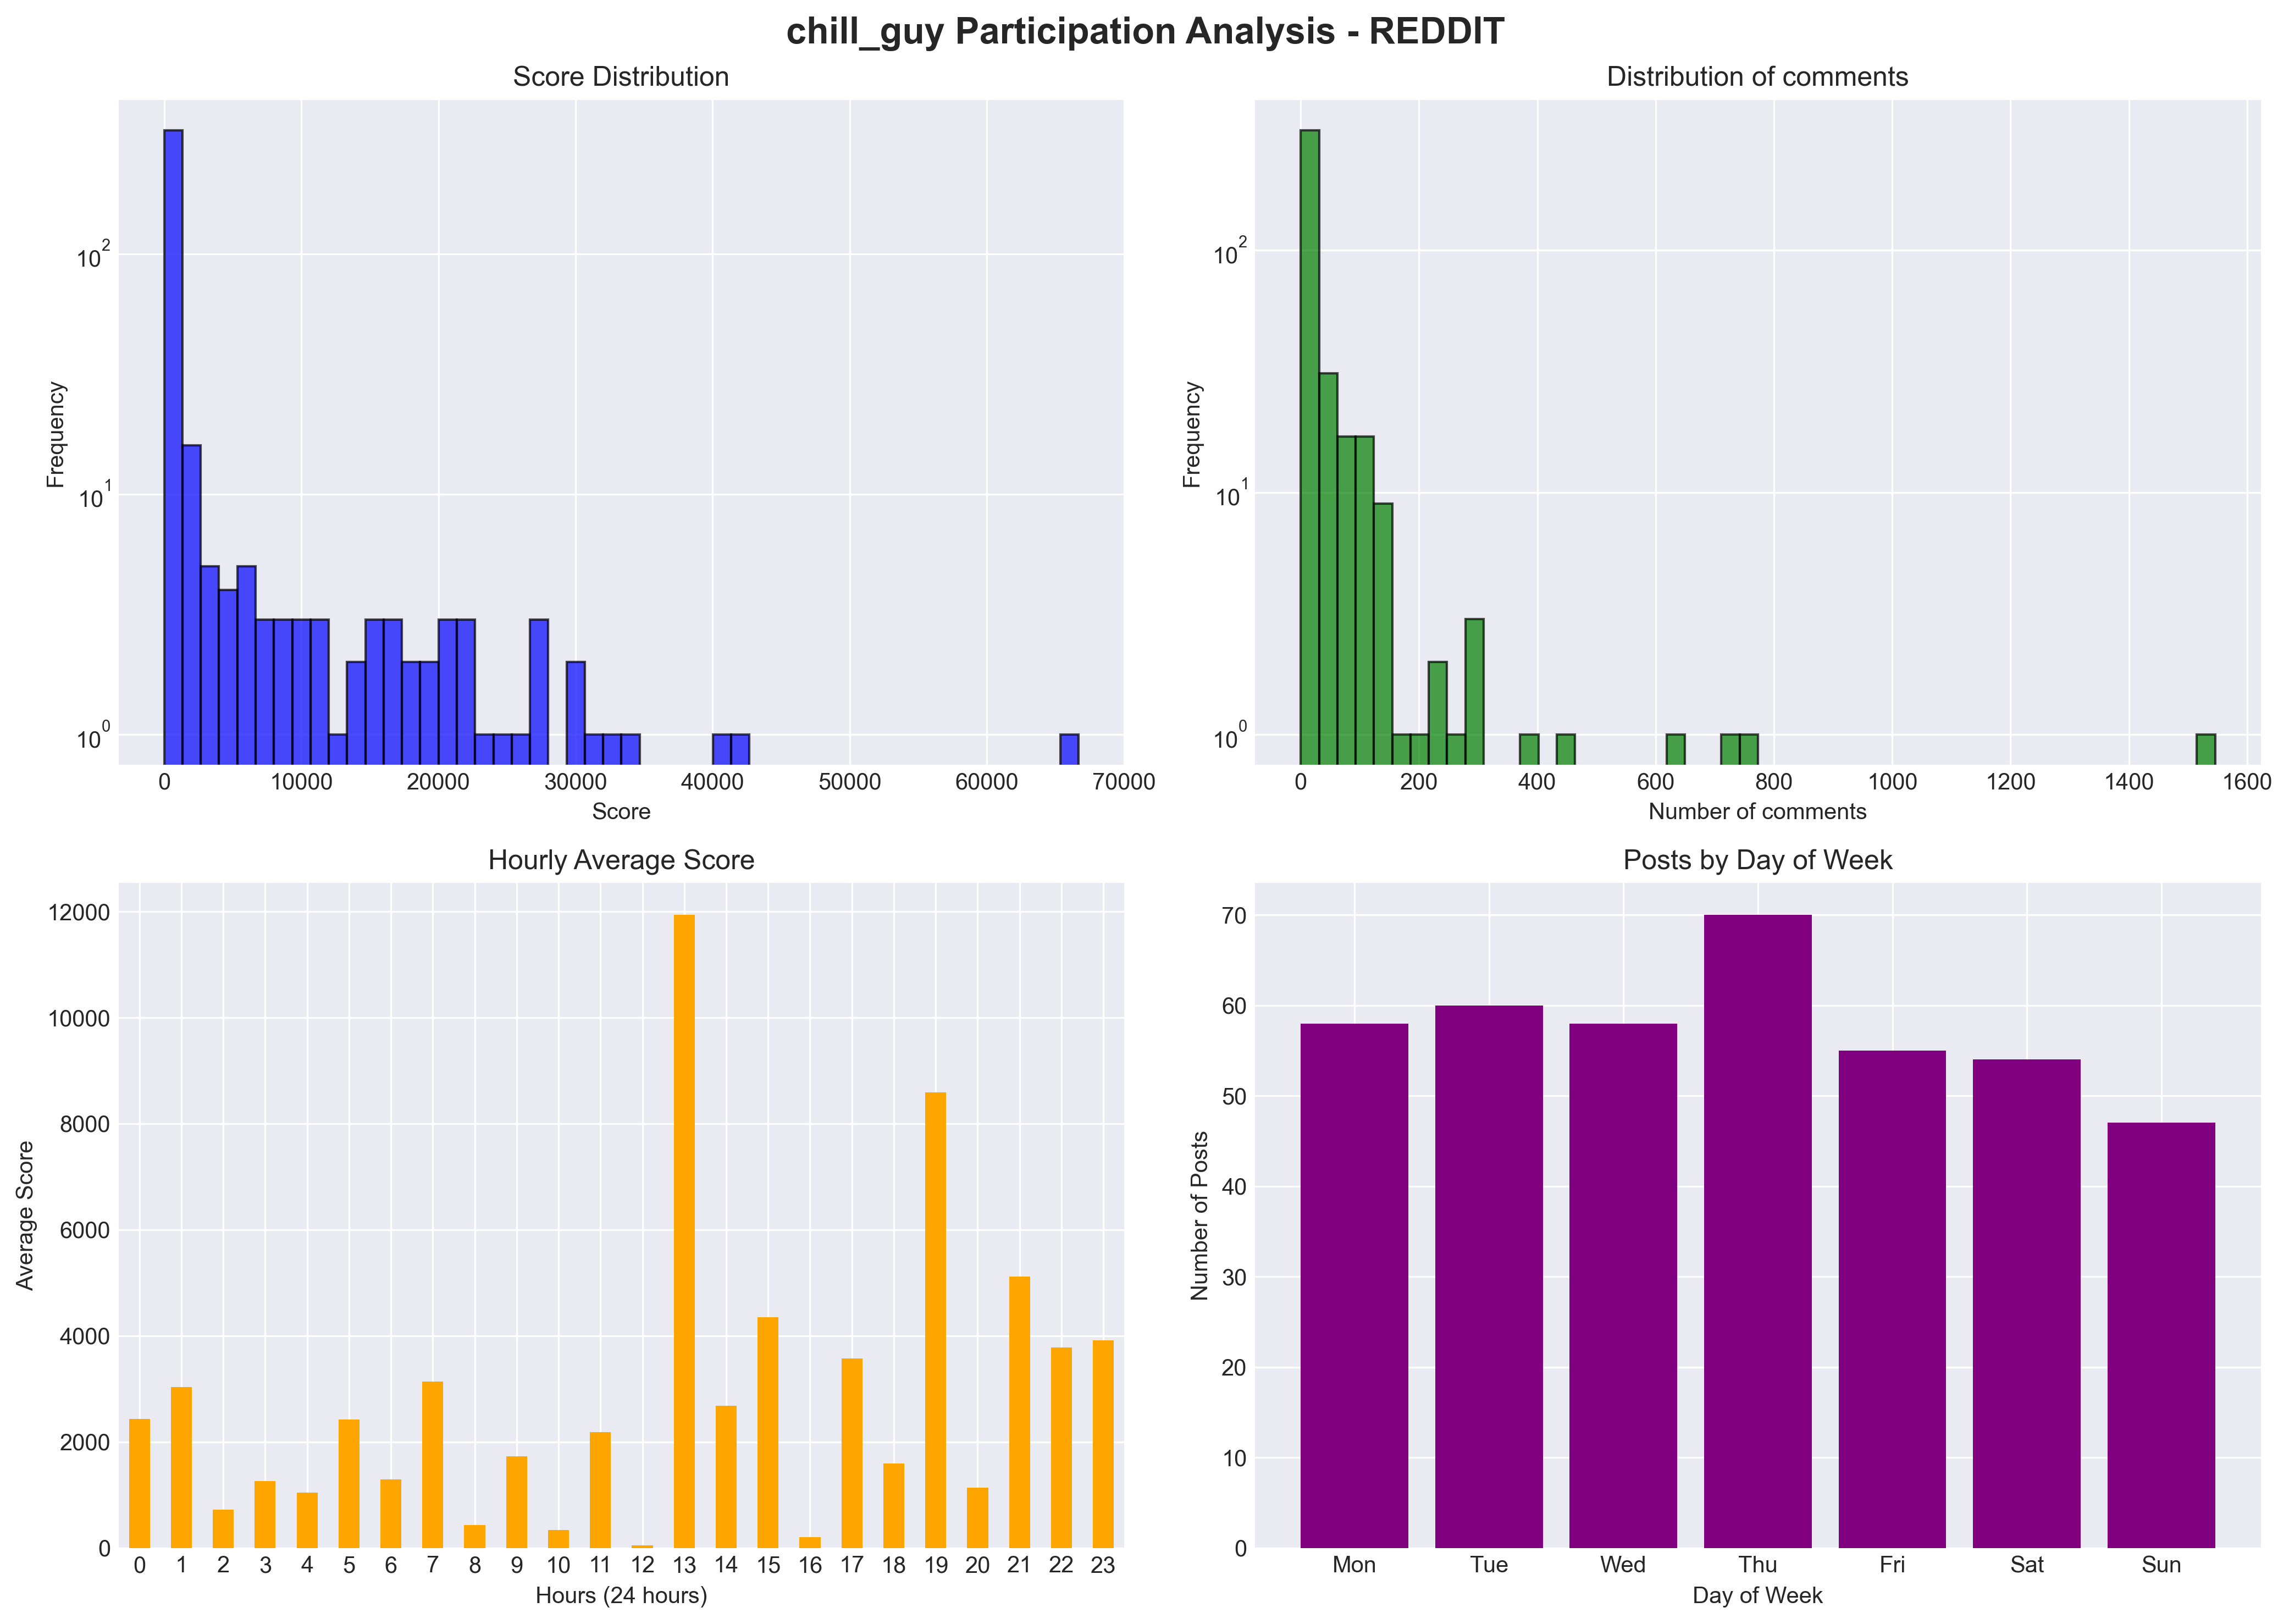 chill_guy Participation Analysis - REDDIT
Score Distribution
Frequency
10^2
10^1
10^0
0 10000 20000 30000 40000 50000 60000 70000
Score
Distribution of comments
Frequency
10^2
10^1
10^0
0 200 400 600 800 1000 1200 1400 1600
Number of comments
Hourly Average Score
Average Score
12000
10000
8000
6000
4000
2000
0
0 1 2 3 4 5 6 7 8 9 10 11 12 13 14 15 16 17 18 19 20 21 22 23
Hours (24 hours)
Posts by Day of Week
Number of Posts
70
60
50
40
30
20
10
0
Mon Tue Wed Thu Fri Sat Sun
Day of Week